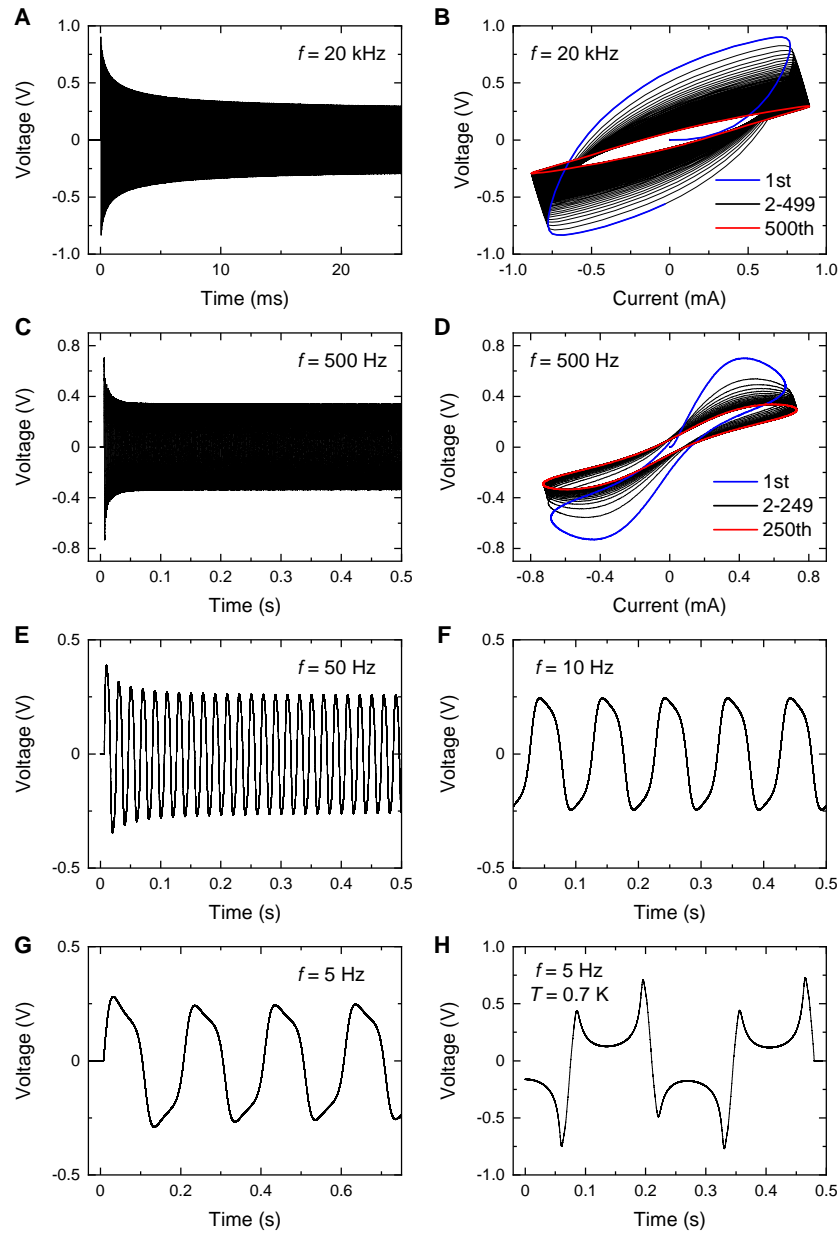 A
f = 20 kHz
Voltage (V)
1.0
0.5
0
-0.5
-1.0
0
10
20
Time (ms)
B
f = 20 kHz
Voltage (V)
1.0
0.5
0
-0.5
-1.0
1st
2-499
500th
-1.0
-0.5
0
0.5
1.0
Current (mA)
C
f = 500 Hz
Voltage (V)
0.8
0.4
0
-0.4
-0.8
0
0.1
0.2
0.3
0.4
0.5
Time (s)
D
f = 500 Hz
Voltage (V)
0.8
0.4
0
-0.4
-0.8
1st
2-249
250th
-0.8
-0.4
0
0.4
0.8
Current (mA)
E
f = 50 Hz
Voltage (V)
0.5
0
-0.5
0
0.1
0.2
0.3
0.4
0.5
Time (s)
F
f = 10 Hz
Voltage (V)
0.5
0
-0.5
0
0.1
0.2
0.3
0.4
0.5
Time (s)
G
f = 5 Hz
Voltage (V)
0.5
0
-0.5
0
0.2
0.4
0.6
Time (s)
H
f = 5 Hz
T = 0.7 K
Voltage (V)
1.0
0.5
0
-0.5
-1.0
0
0.1
0.2
0.3
0.4
0.5
Time (s)